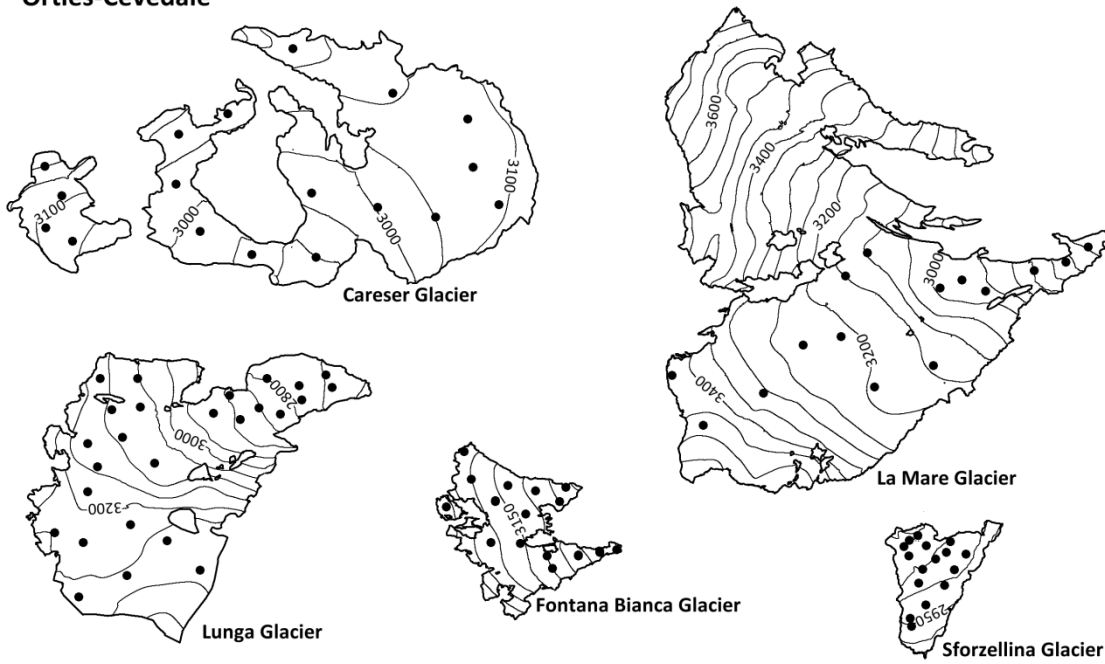 Ortles-Cevedale
3600
3400
3200
3000
3100
3100
3000
3000
Careser Glacier
2800
3000
3200
3200
3400
3150
La Mare Glacier
2950
Lunga Glacier
Fontana Bianca Glacier
Sforzellina Glacier